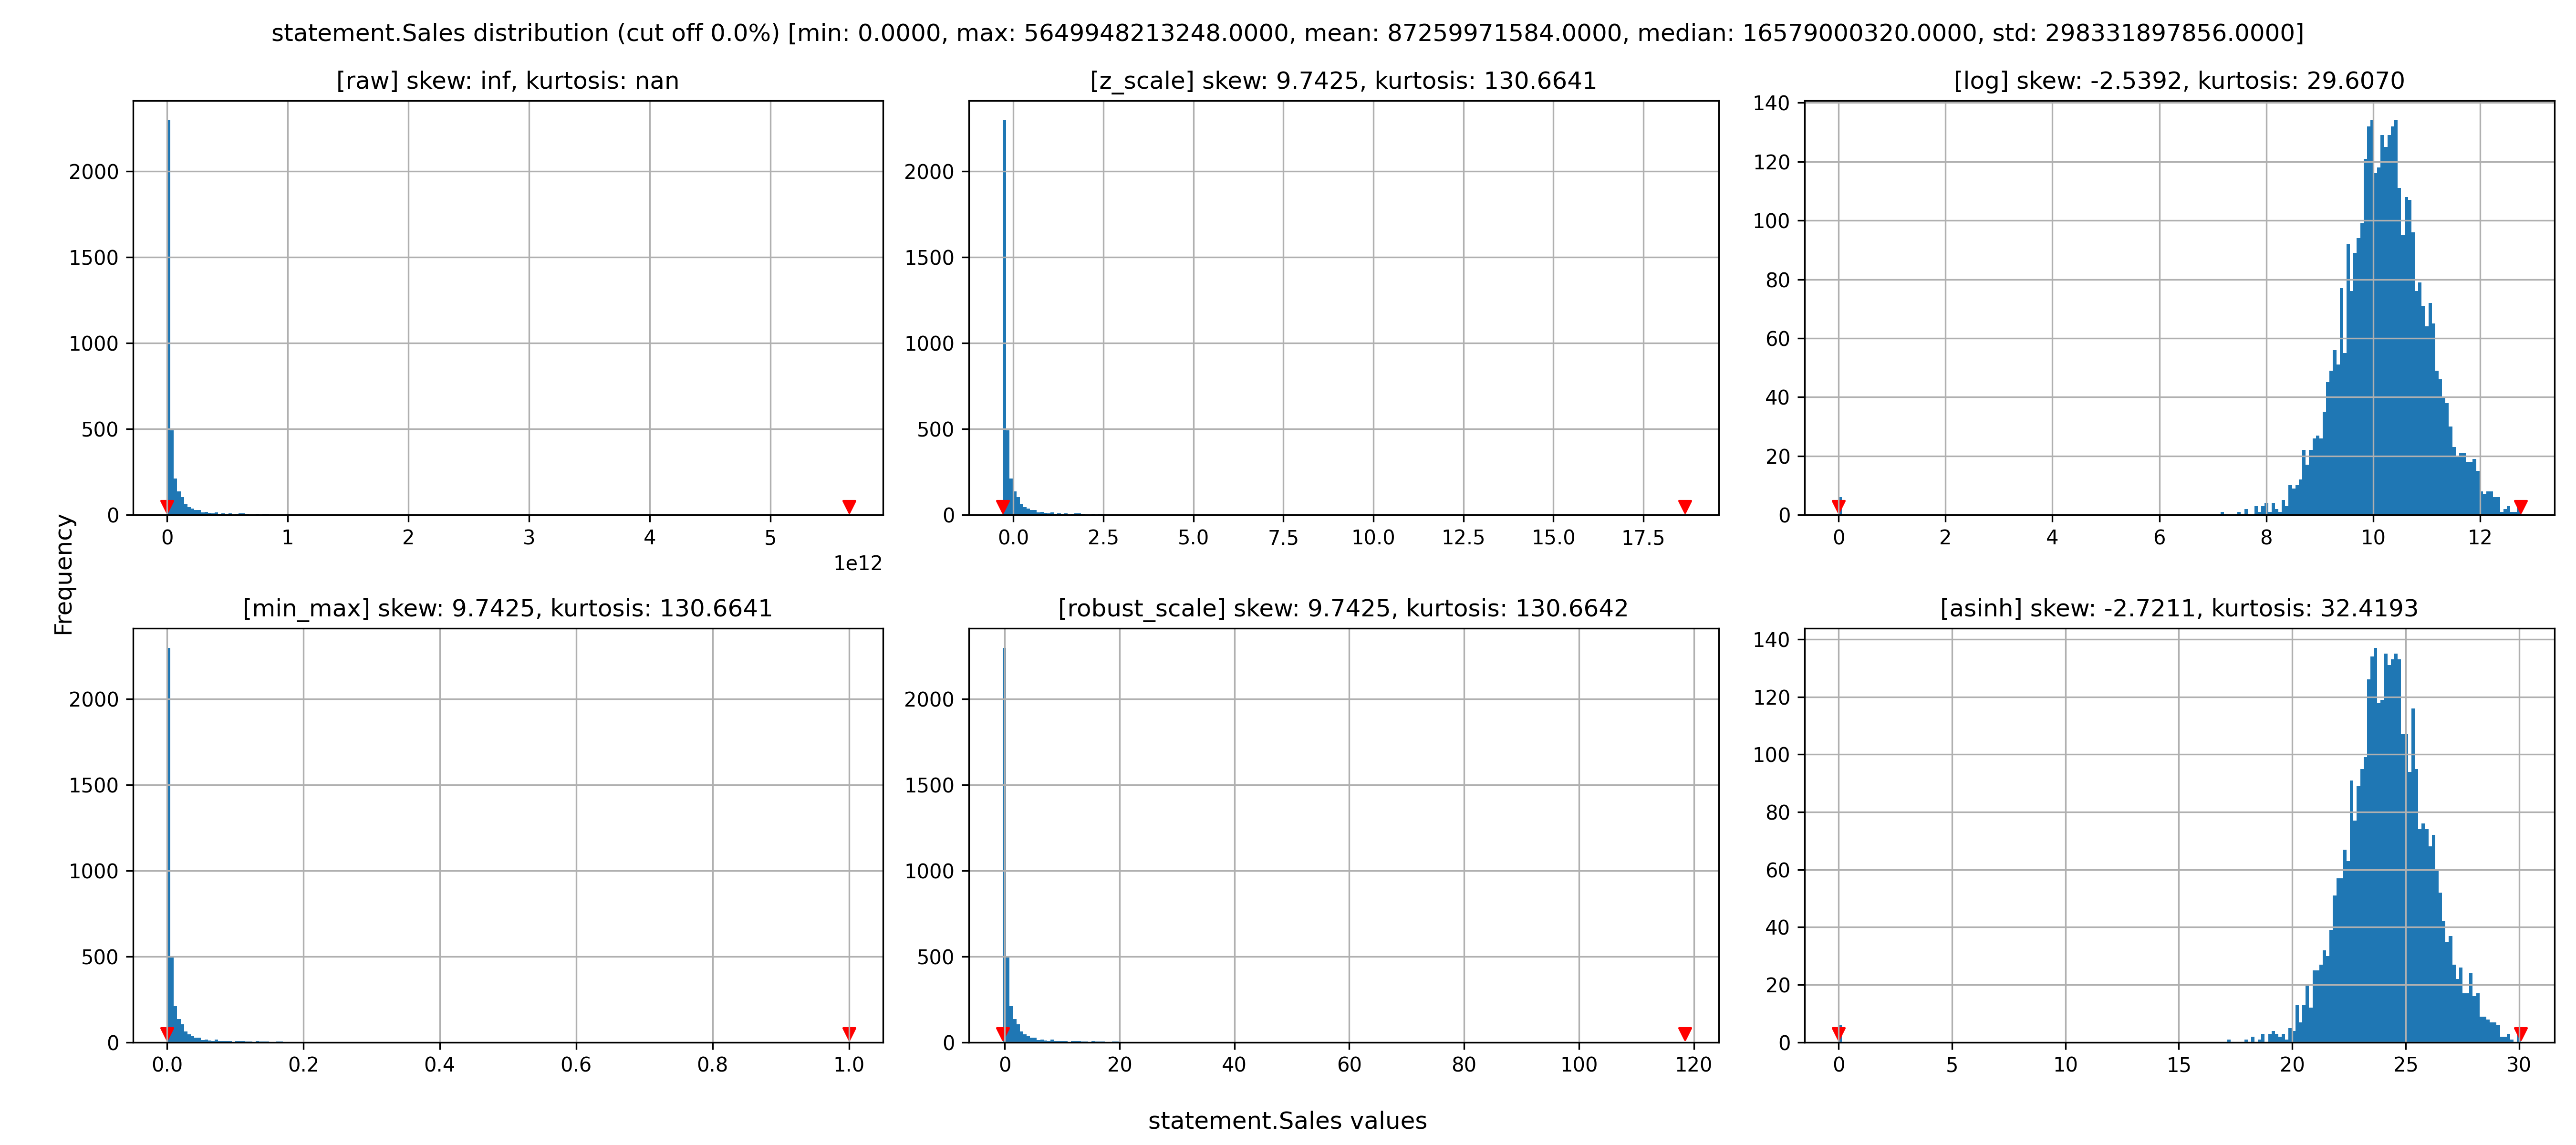 statement.Sales distribution (cut off 0.0%) [min: 0.0000, max: 5649948213248.0000, mean: 87259971584.0000, median: 16579000320.0000, std: 298331897856.0000]
[raw] skew: inf, kurtosis: nan
2000
1500
1000
500
0
0 1 2 3 4 5
1e12
[z_scale] skew: 9.7425, kurtosis: 130.6641
2000
1500
1000
500
0
0.0 2.5 5.0 7.5 10.0 12.5 15.0 17.5
[log] skew: -2.5392, kurtosis: 29.6070
140
120
100
80
60
40
20
0
0 2 4 6 8 10 12
Frequency
[min_max] skew: 9.7425, kurtosis: 130.6641
2000
1500
1000
500
0
0.0 0.2 0.4 0.6 0.8 1.0
[robust_scale] skew: 9.7425, kurtosis: 130.6642
2000
1500
1000
500
0
0 20 40 60 80 100 120
[asinh] skew: -2.7211, kurtosis: 32.4193
140
120
100
80
60
40
20
0
0 5 10 15 20 25 30
statement.Sales values